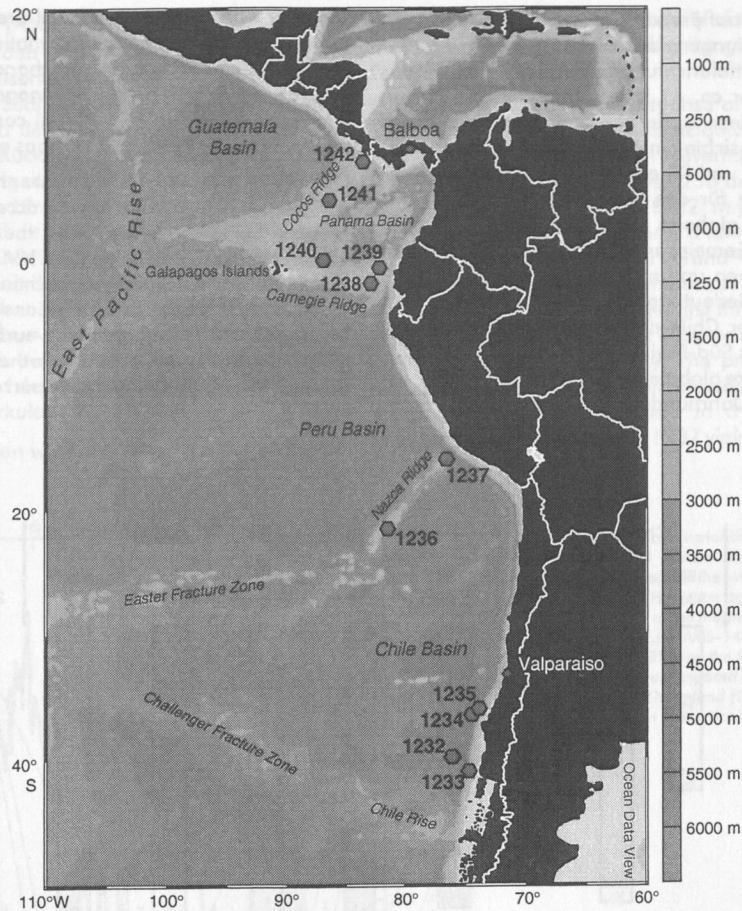 20°
N
100 m
Guatemala
Basin
Balboa
250 m
1242
500 m
Cocos Ridge
1241
Panama Basin
1000 m
East Pacific Rise
1240
1239
0°
Galapagos Islands
1238
1250 m
Carnegie Ridge
1500 m
2000 m
Peru Basin
2500 m
Nazca Ridge
1237
3000 m
20°
1236
3500 m
Easter Fracture Zone
4000 m
Chile Basin
Valparaiso
4500 m
1235
Challenger Fracture Zone
1234
5000 m
1232
40°
S
1233
5500 m
Ocean Data View
Chile Rise
6000 m
110°W
100°
90°
80°
70°
60°